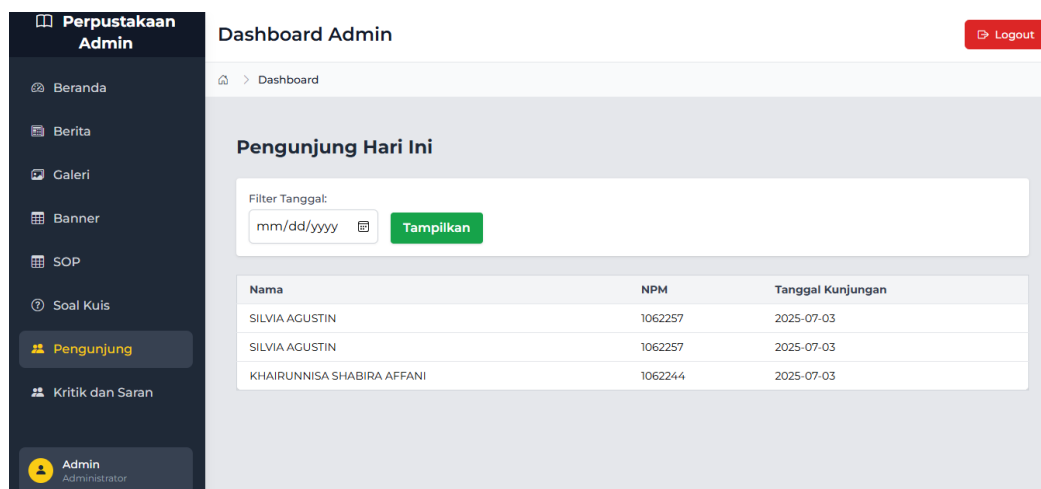 Perpustakaan
Admin
Beranda
Berita
Galeri
Banner
SOP
Soal Kuis
Pengunjung
Kritik dan Saran
Admin
Administrator
Dashboard Admin
Logout
Dashboard
Pengunjung Hari Ini
Filter Tanggal:
mm/dd/yyyy
Tampilkan
Nama NPM Tanggal Kunjungan
SILVIA AGUSTIN 1062257 2025-07-03
SILVIA AGUSTIN 1062257 2025-07-03
KHAIRUNNISA SHABIRA AFFANI 1062244 2025-07-03